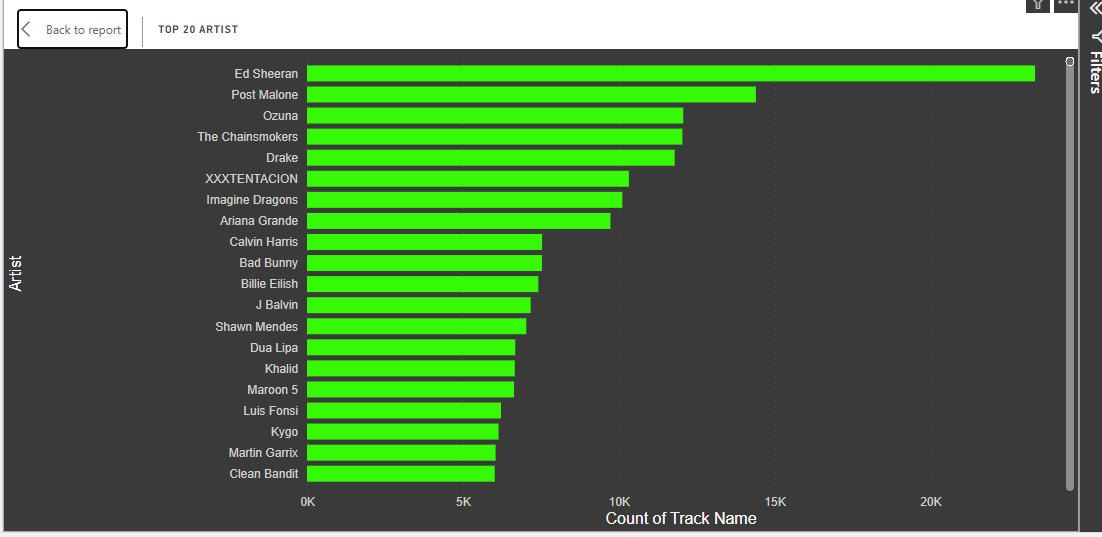 Back to report
TOP 20 ARTIST
Filters
Artist
Ed Sheeran
Post Malone
Ozuna
The Chainsmokers
Drake
XXXTENTACION
Imagine Dragons
Ariana Grande
Calvin Harris
Bad Bunny
Billie Eilish
J Balvin
Shawn Mendes
Dua Lipa
Khalid
Maroon 5
Luis Fonsi
Kygo
Martin Garrix
Clean Bandit
0K 5K 10K 15K 20K
Count of Track Name